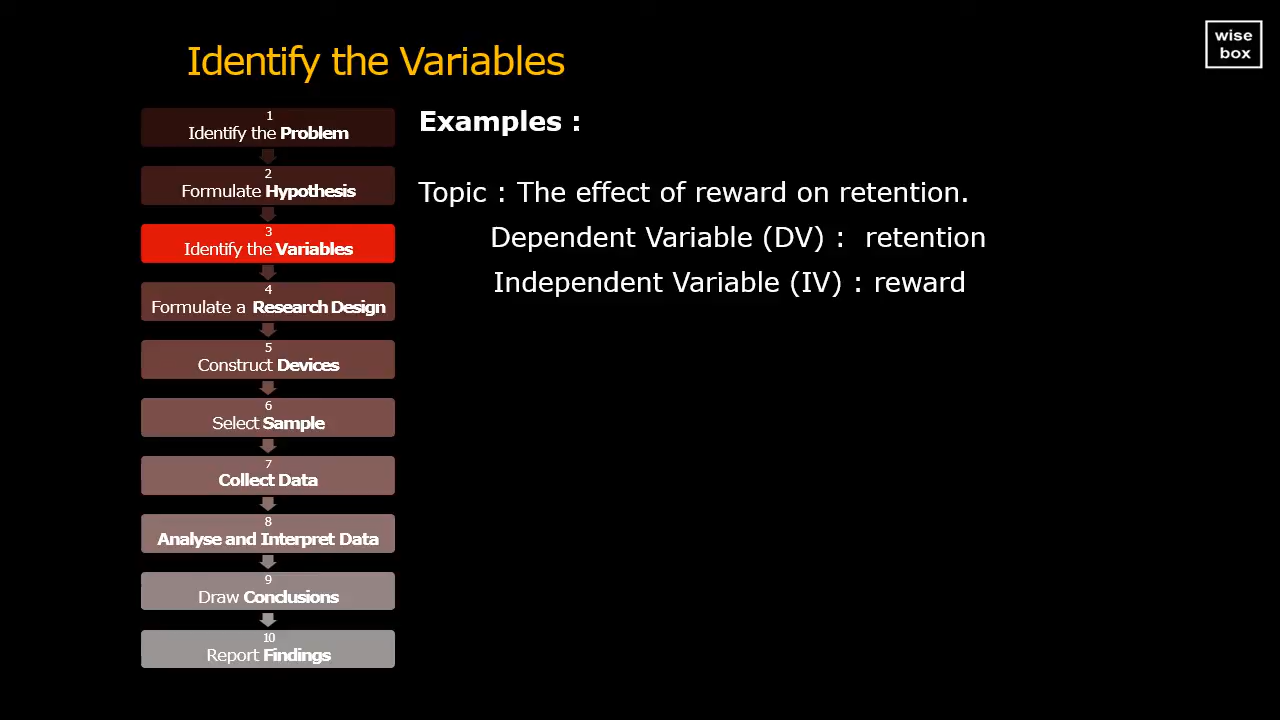 Identify the Variables
wise
box
1
Identify the Problem
2
Formulate Hypothesis
3
Identify the Variables
4
Formulate a Research Design
5
Construct Devices
6
Select Sample
7
Collect Data
8
Analyse and Interpret Data
9
Draw Conclusions
10
Report Findings
Examples :
Topic : The effect of reward on retention.
Dependent Variable (DV) : retention
Independent Variable (IV) : reward